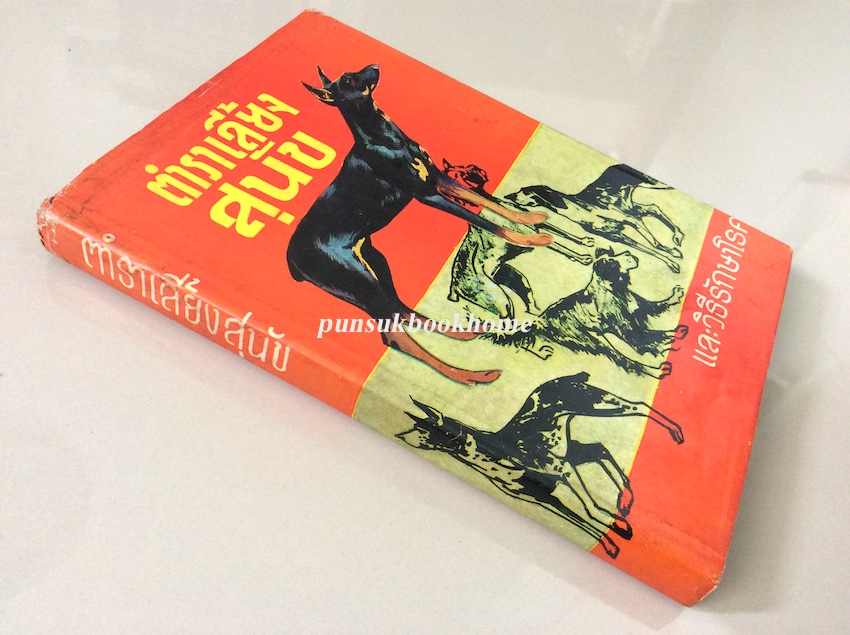 ตำราเลี้ยง
สุนัข
และวิธีรักษาโรค
ตำราเลี้ยงสุนัข
punsukbookhome